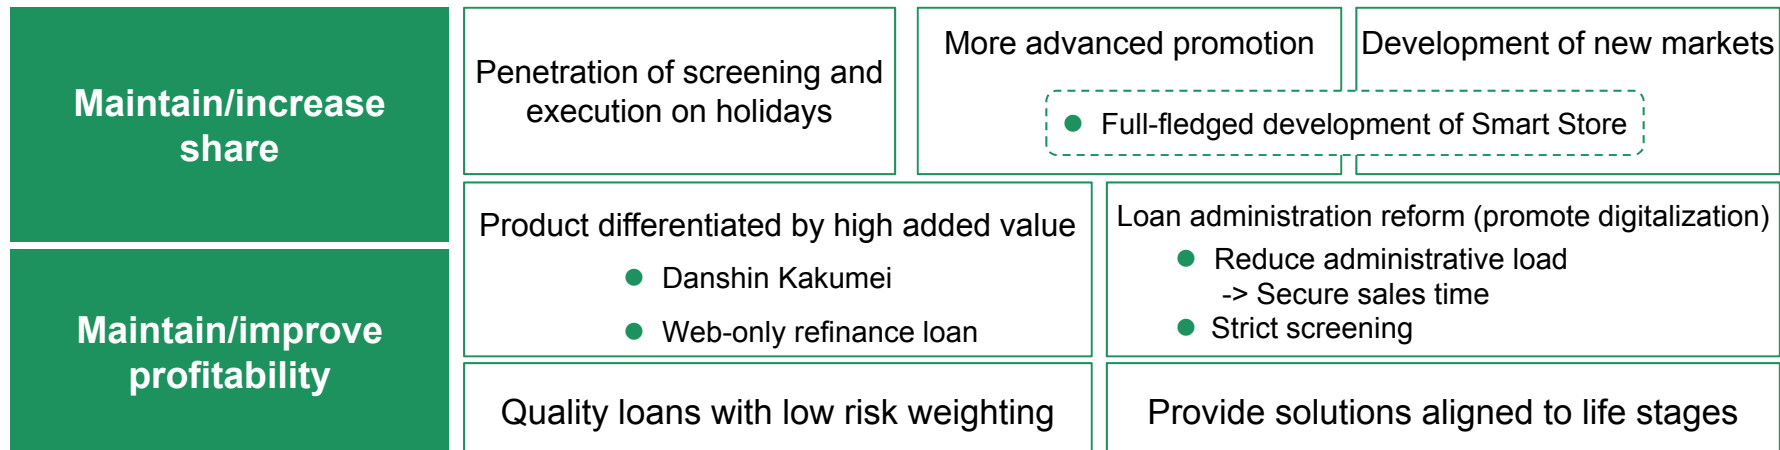 Maintain/increase
share
Penetration of screening and
execution on holidays
More advanced promotion
Development of new markets
● Full-fledged development of Smart Store
Maintain/improve
profitability
Product differentiated by high added value
● Danshin Kakumei
● Web-only refinance loan
Loan administration reform (promote digitalization)
● Reduce administrative load
-> Secure sales time
● Strict screening
Quality loans with low risk weighting
Provide solutions aligned to life stages